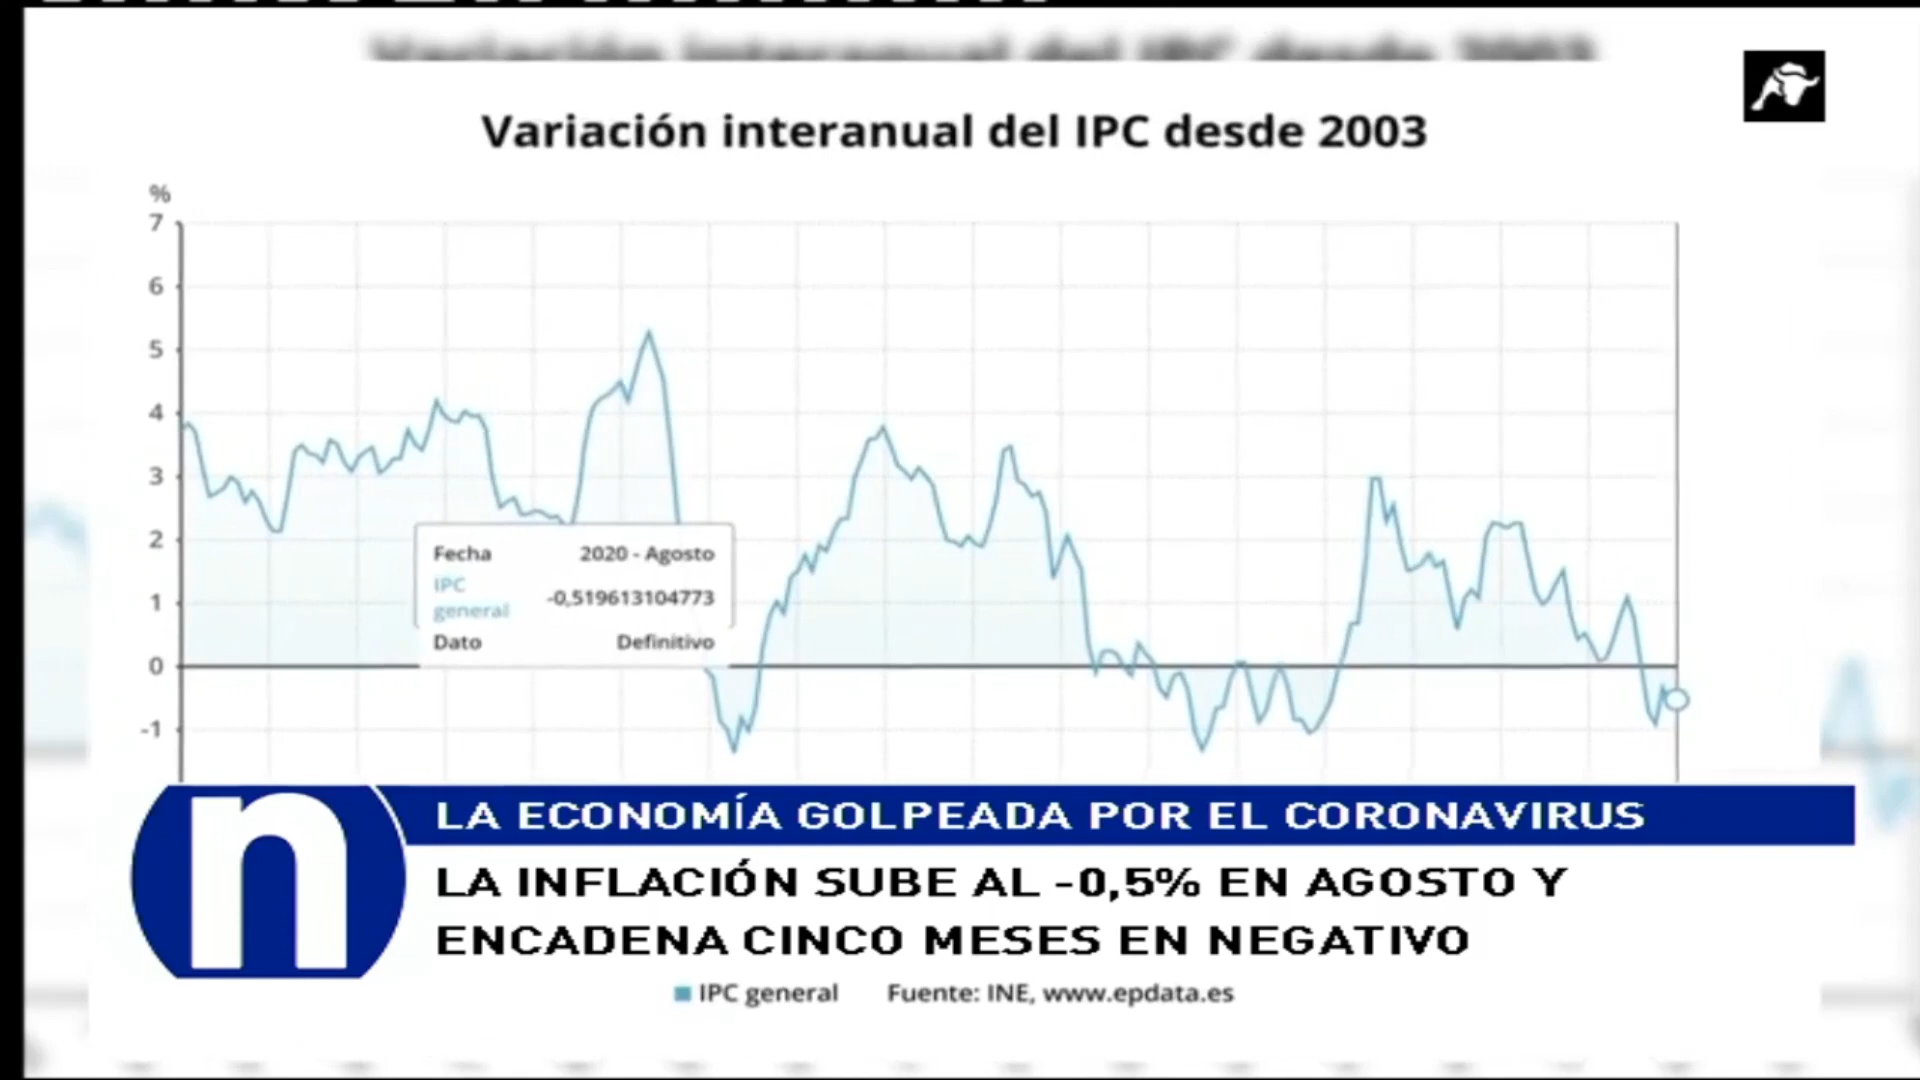 Variación interanual del IPC desde 2003
%
7
6
5
4
3
2
1
0
-1
Fecha 2020 - Agosto
IPC general -0,519613104773
Dato Definitivo
n
LA ECONOMÍA GOLPEADA POR EL CORONAVIRUS
LA INFLACIÓN SUBE AL -0,5% EN AGOSTO Y
ENCADENA CINCO MESES EN NEGATIVO
IPC general Fuente: INE, www.epdata.es